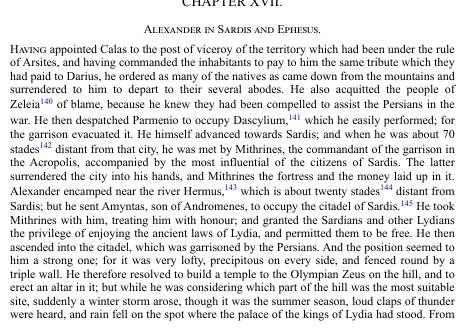 CHAPTER XVII.
ALEXANDER IN SARDIS AND EPHESUS.
HAVING appointed Calas to the post of viceroy of the territory which had been under the rule
of Arsites, and having commanded the inhabitants to pay to him the same tribute which they
had paid to Darius, he ordered as many of the natives as came down from the mountains and
surrendered to him to depart to their several abodes. He also acquitted the people of
Zeleia140 of blame, because he knew they had been compelled to assist the Persians in the
war. He then despatched Parmenio to occupy Dascylium,141 which he easily performed; for
the garrison evacuated it. He himself advanced towards Sardis; and when he was about 70
stades142 distant from that city, he was met by Mithrines, the commandant of the garrison in
the Acropolis, accompanied by the most influential of the citizens of Sardis. The latter
surrendered the city into his hands, and Mithrines the fortress and the money laid up in it.
Alexander encamped near the river Hermus,143 which is about twenty stades144 distant from
Sardis; but he sent Amyntas, son of Andromenes, to occupy the citadel of Sardis.145 He took
Mithrines with him, treating him with honour; and granted the Sardians and other Lydians
the privilege of enjoying the ancient laws of Lydia, and permitted them to be free. He then
ascended into the citadel, which was garrisoned by the Persians. And the position seemed to
him a strong one; for it was very lofty, precipitous on every side, and fenced round by a
triple wall. He therefore resolved to build a temple to the Olympian Zeus on the hill, and to
erect an altar in it; but while he was considering which part of the hill was the most suitable
site, suddenly a winter storm arose, though it was the summer season, loud claps of thunder
were heard, and rain fell on the spot where the palace of the kings of Lydia had stood. From